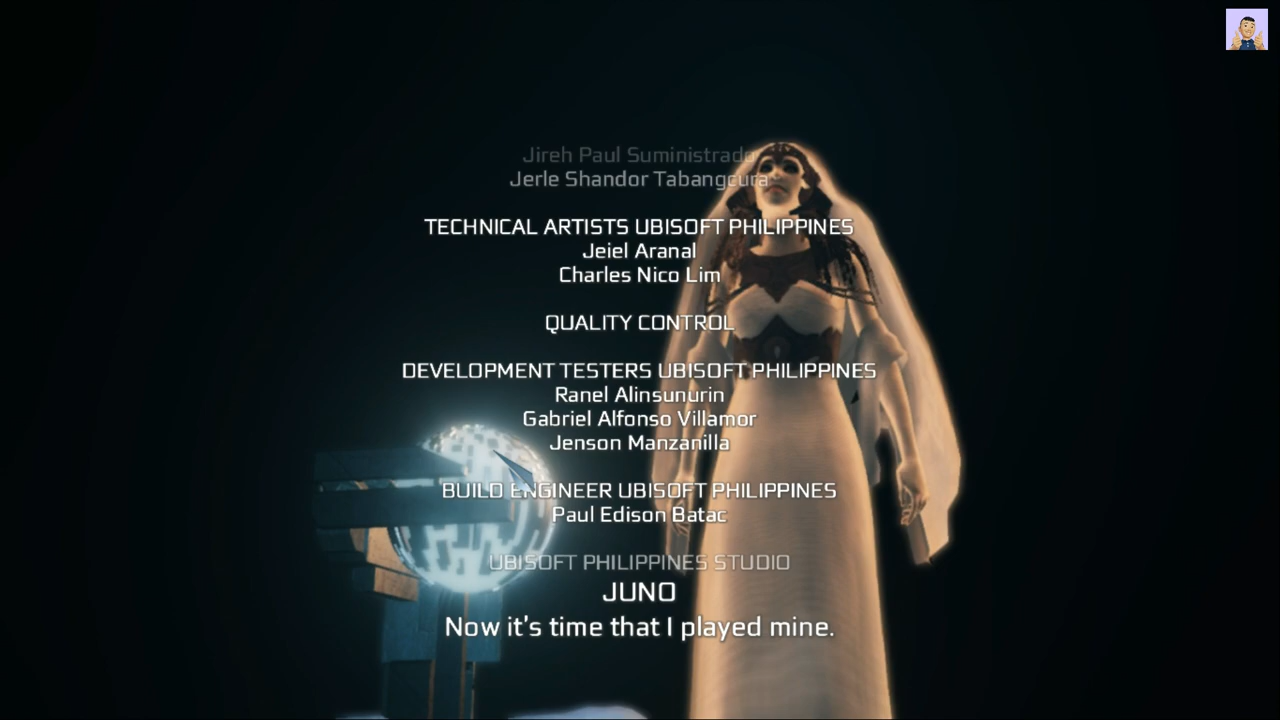 Jireh Paul Suministrado
Jerle Shandor Tabangcura
TECHNICAL ARTISTS UBISOFT PHILIPPINES
Jeiel Aranal
Charles Nico Lim
QUALITY CONTROL
DEVELOPMENT TESTERS UBISOFT PHILIPPINES
Ranel Alinsunurin
Gabriel Alfonso Villamor
Jenson Manzanilla
BUILD ENGINEER UBISOFT PHILIPPINES
Paul Edison Batac
UBISOFT PHILIPPINES STUDIO
JUNO
Now it's time that I played mine.